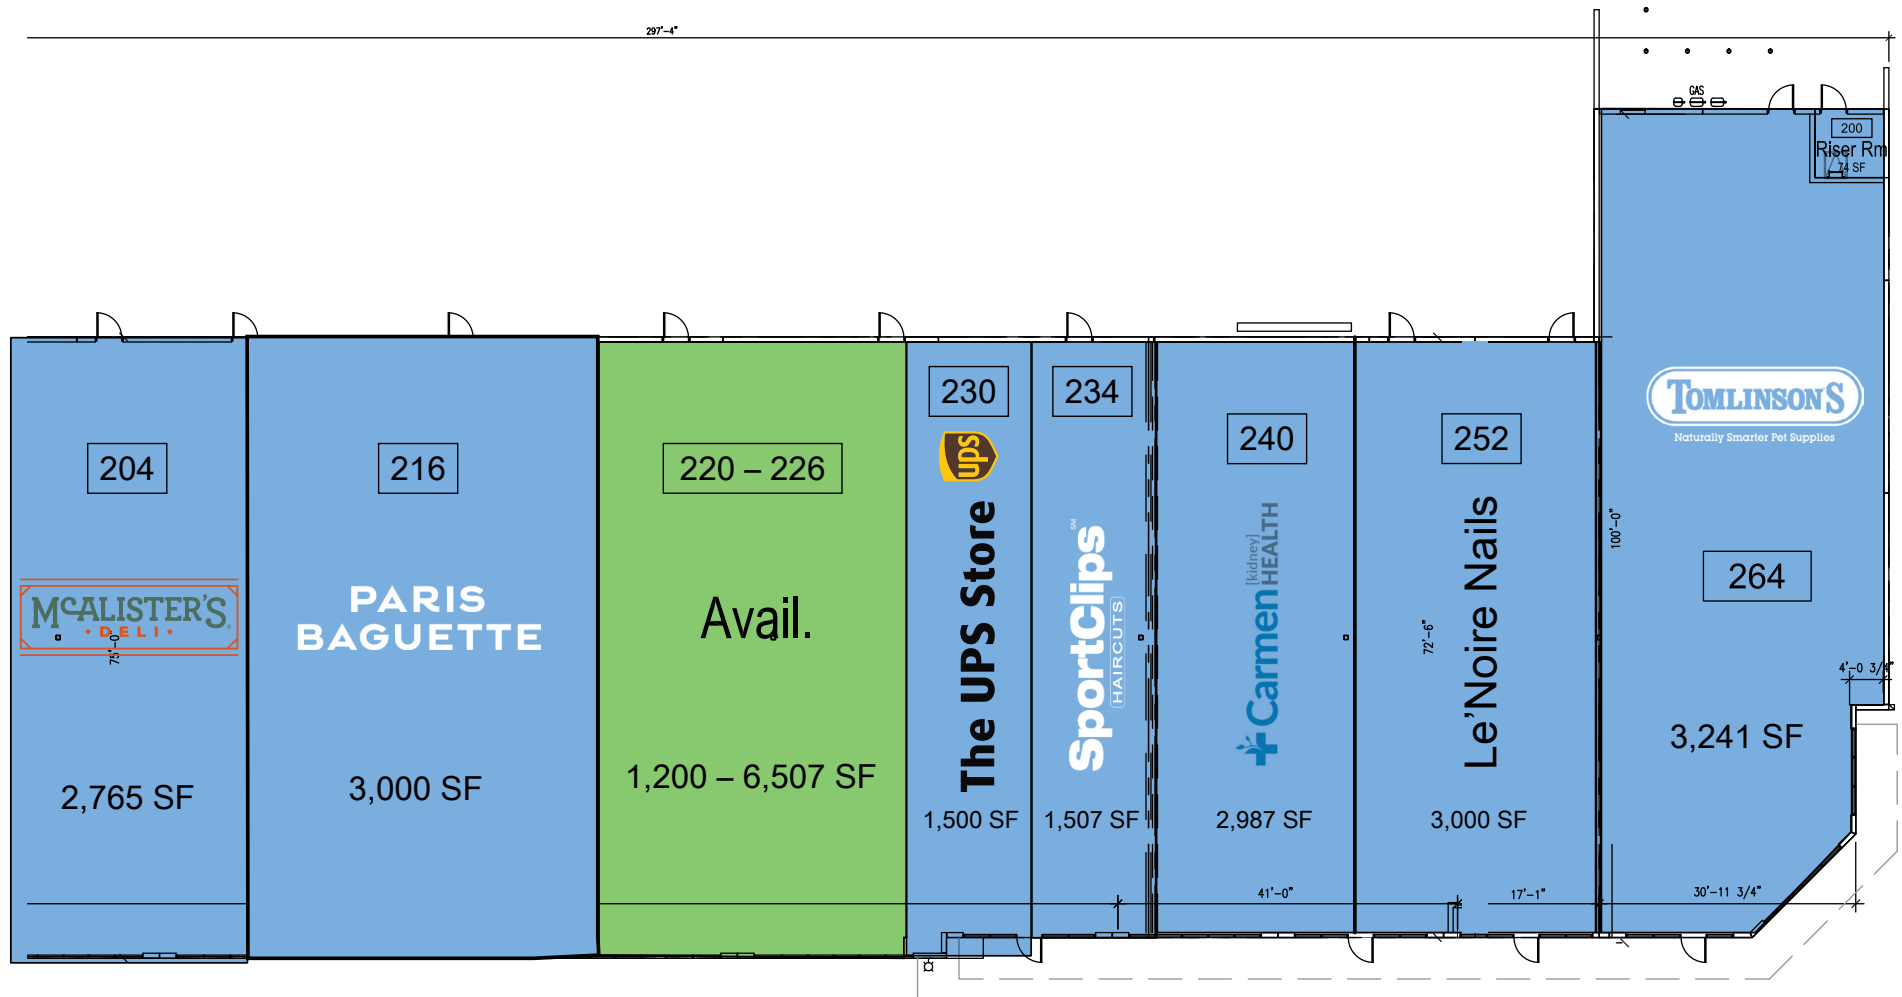 297'-4"
GAS
200
Riser Rm
74 SF
204
McALISTER'S
• DELI •
75'-0
2,765 SF
216
PARIS
BAGUETTE
3,000 SF
220 – 226
Avail.
1,200 – 6,507 SF
230
ups
The UPS Store
1,500 SF
234
SportClips SM
HAIRCUTS
1,507 SF
240
Carmen [kidney] HEALTH
2,987 SF
41'-0"
252
Le'Noire Nails
72'-6"
3,000 SF
17'-1"
100'-0"
TOMLINSON'S
Naturally Smarter Pet Supplies
264
4'-0 3/4"
3,241 SF
30'-11 3/4"